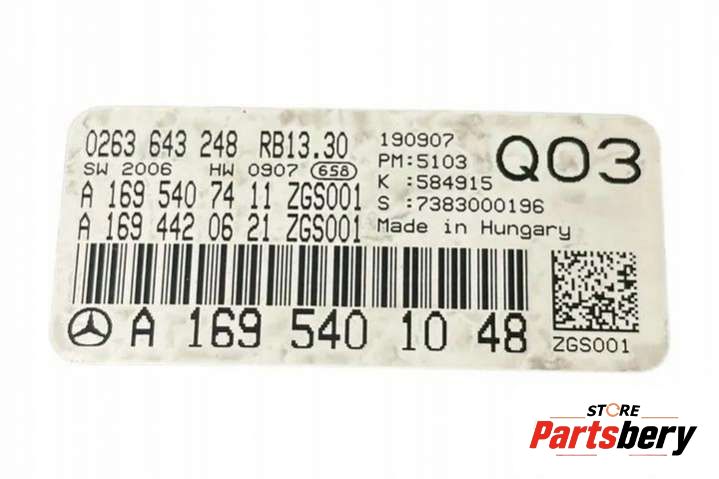 0263 643 248 RB13.30
SW 2006 HW 0907 658
A 169 540 74 11 ZGS001
A 169 442 06 21 ZGS001
190907
PM:5103
K :584915
S :7383000196
Made in Hungary
Q03
A 169 540 10 48
ZGS001
STORE
Partsbery